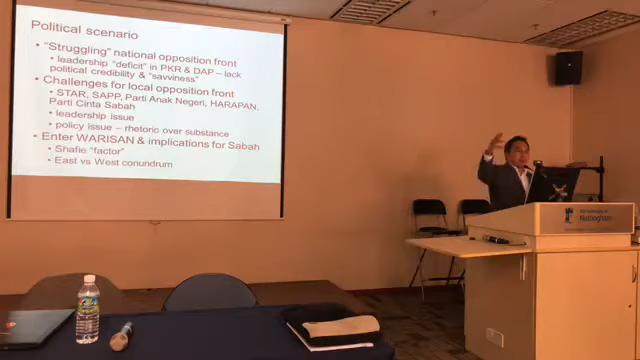 Political scenario
• "Struggling" national opposition front
• leadership "deficit" in PKR & DAP – lack
political credibility & "savviness"
• Challenges for local opposition front
• STAR, SAPP, Parti Anak Negeri, HARAPAN,
Parti Cinta Sabah
• leadership issue
• policy issue – rhetoric over substance
• Enter WARISAN & implications for Sabah
• Shafie "factor"
• East vs West conundrum
Nottingham